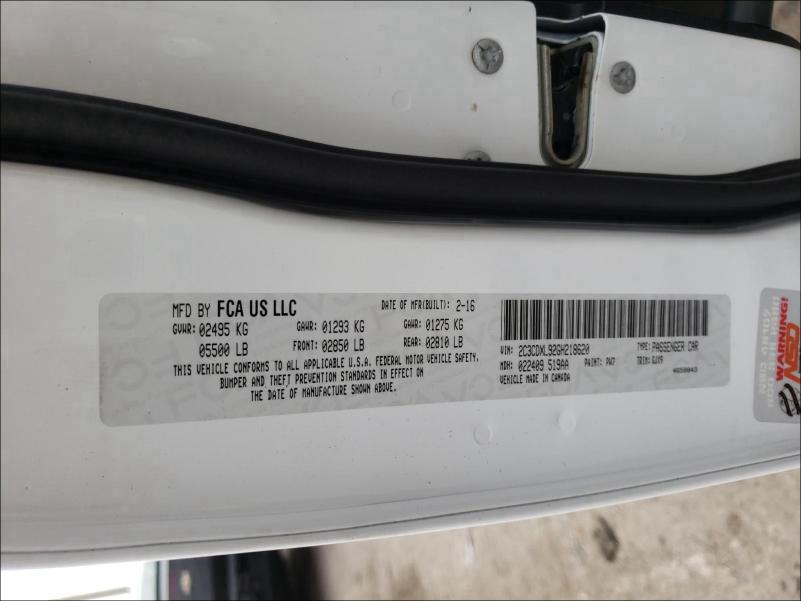 MFD BY FCA US LLC DATE OF MFR(BUILT): 2-16
GVWR: 02495 KG GAWR: 01293 KG GAWR: 01275 KG
05500 LB FRONT: 02850 LB REAR: 02810 LB
THIS VEHICLE CONFORMS TO ALL APPLICABLE U.S.A. FEDERAL MOTOR VEHICLE SAFETY,
BUMPER AND THEFT PREVENTION STANDARDS IN EFFECT ON
THE DATE OF MANUFACTURE SHOWN ABOVE.
VIN: 2C3CDXL92GH218620 TYPE: PASSENGER CAR
MDH: 022409 519AA PAINT: PW7 TRIM: GJX9
VEHICLE MADE IN CANADA
WARNING!